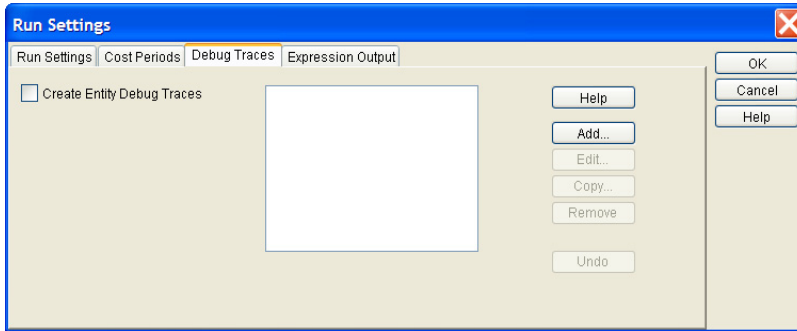 Run Settings
Run Settings Cost Periods Debug Traces Expression Output
Create Entity Debug Traces
Help
Add...
Edit...
Copy...
Remove
Undo
OK
Cancel
Help